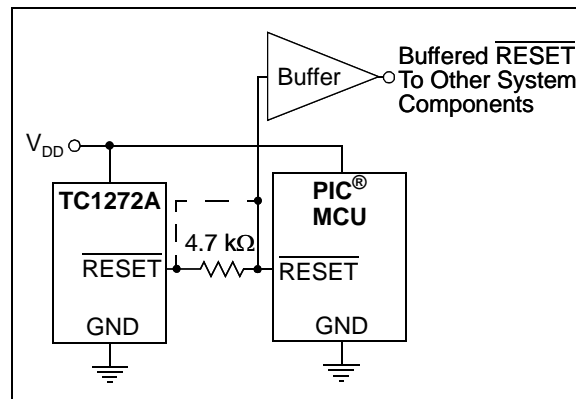 Buffer
Buffered RESET
To Other System
Components
VDD
TC1272A
PIC®
MCU
4.7 kΩ
RESET
RESET
GND
GND